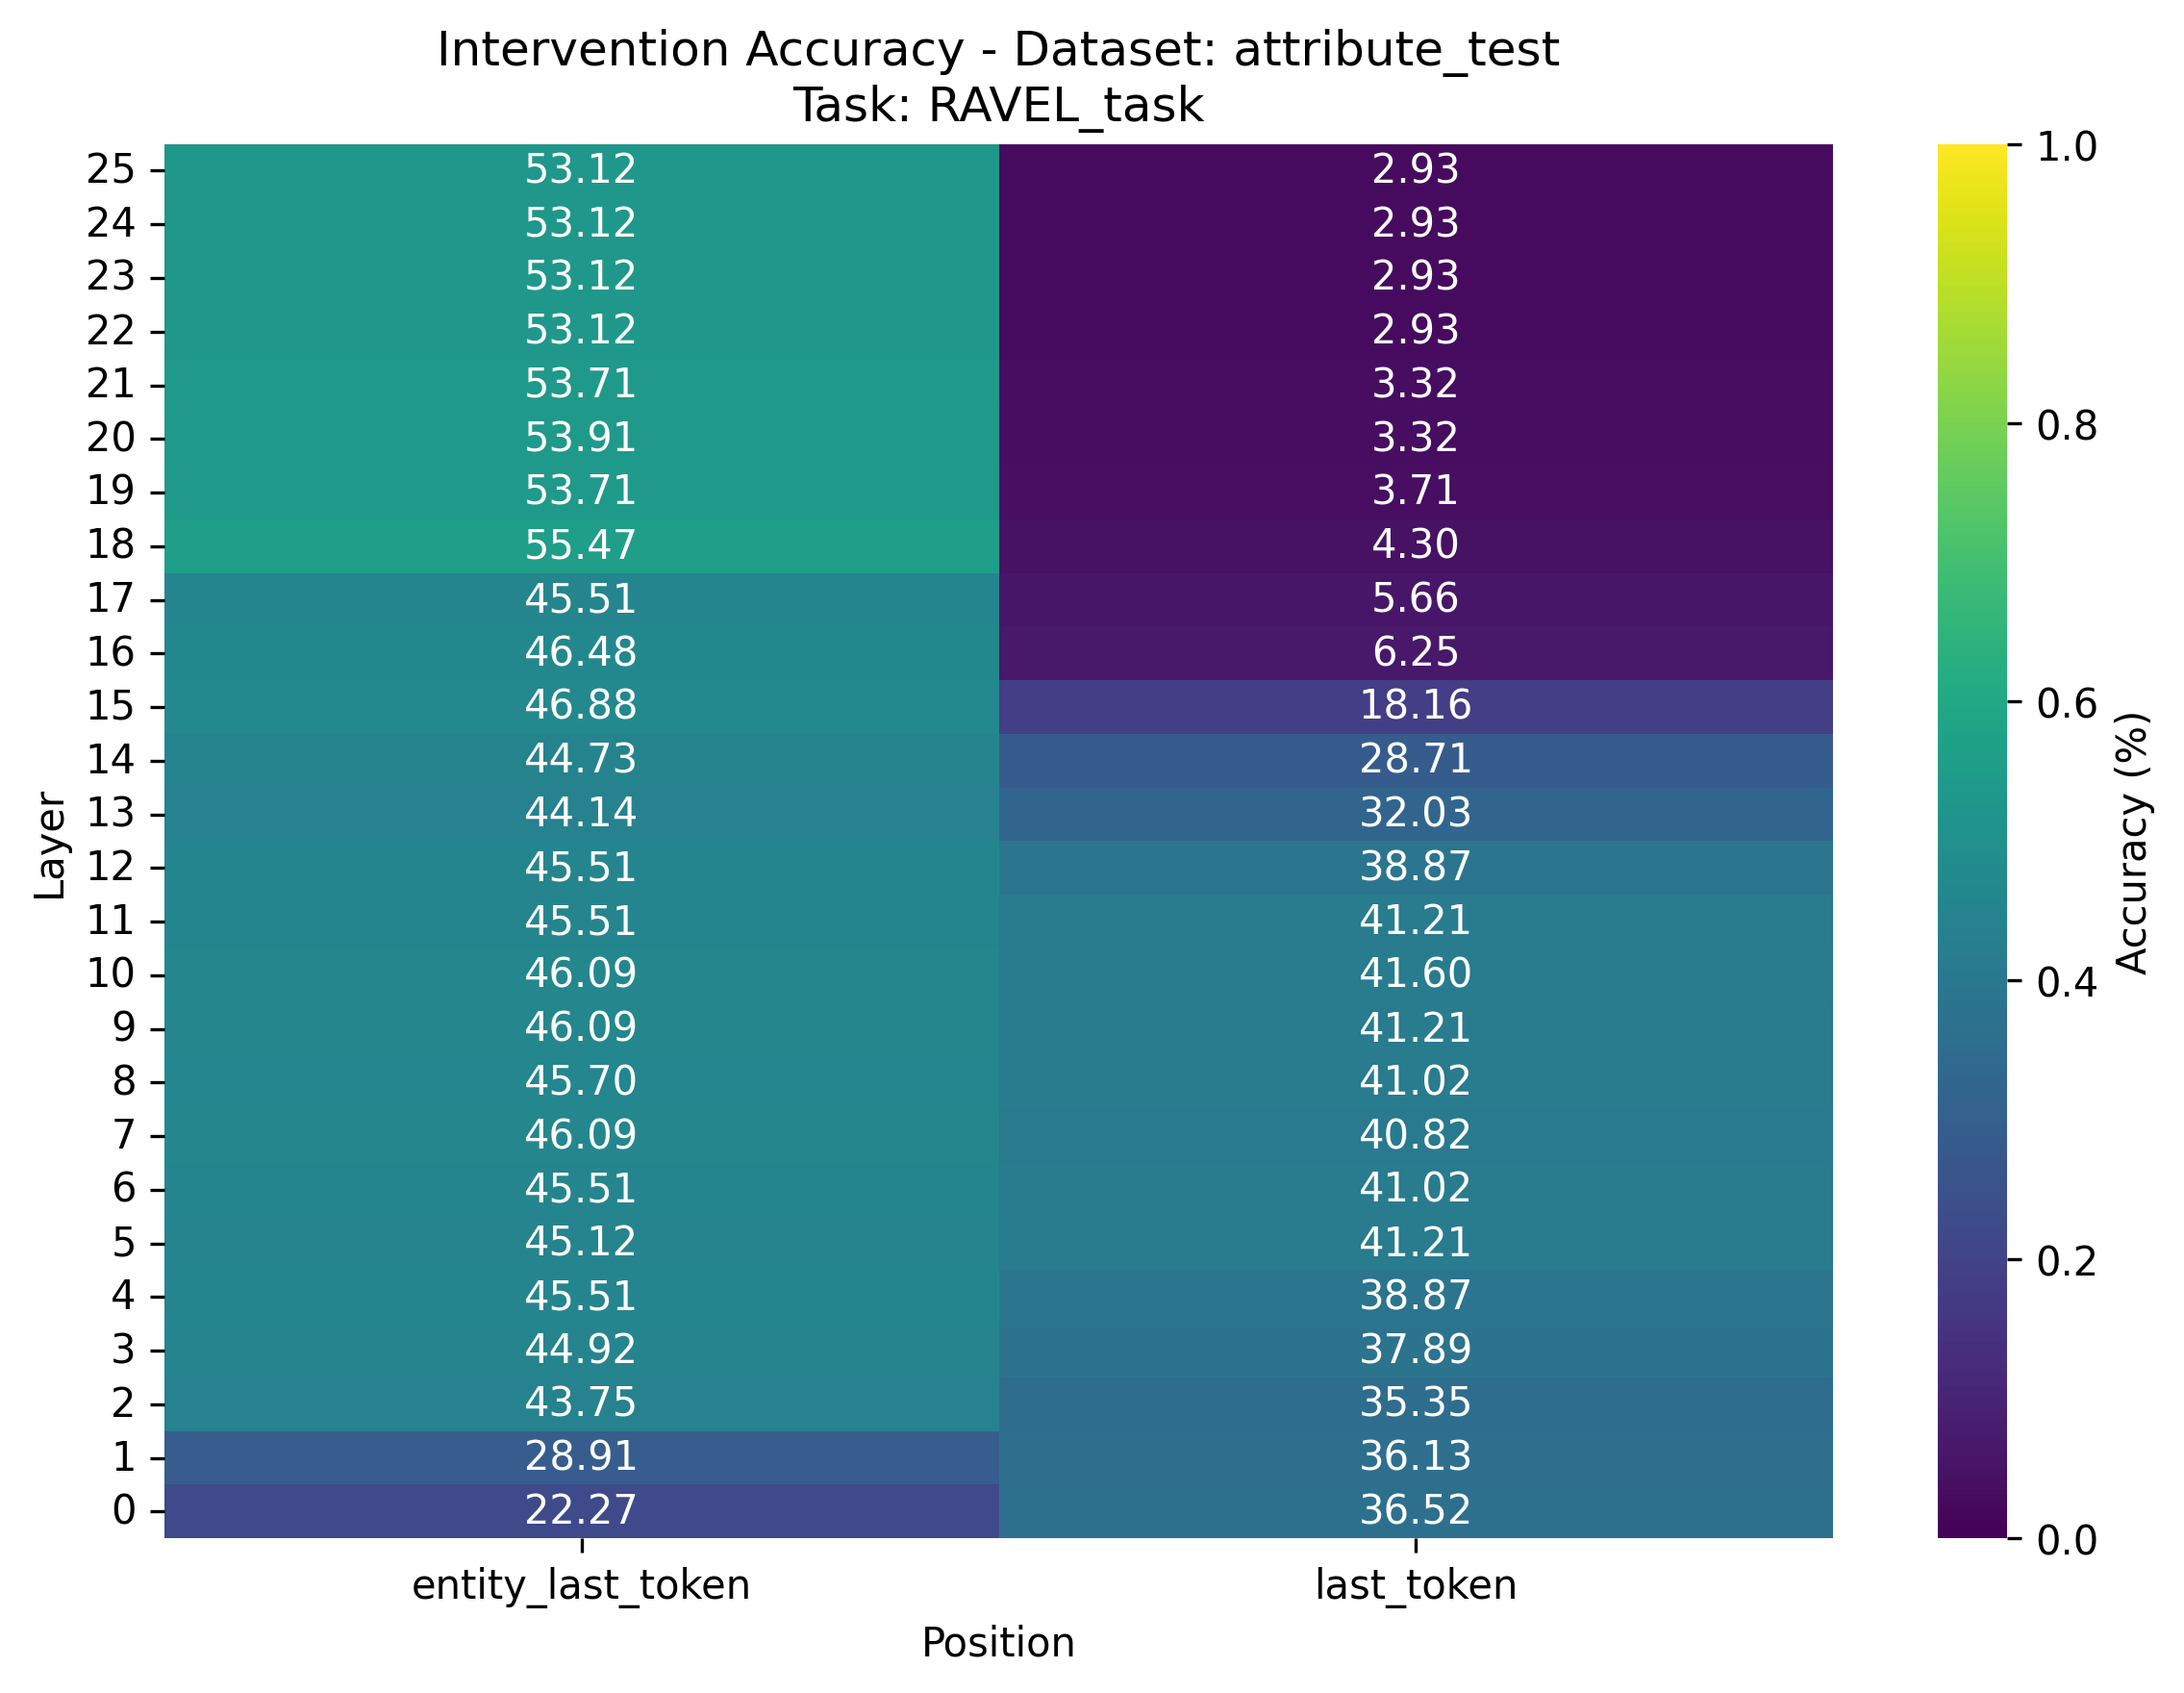 Intervention Accuracy - Dataset: attribute_test
Task: RAVEL_task
25 53.12 2.93
24 53.12 2.93
23 53.12 2.93
22 53.12 2.93
21 53.71 3.32
20 53.91 3.32
19 53.71 3.71
18 55.47 4.30
17 45.51 5.66
16 46.48 6.25
15 46.88 18.16
14 44.73 28.71
13 44.14 32.03
12 45.51 38.87
11 45.51 41.21
10 46.09 41.60
9 46.09 41.21
8 45.70 41.02
7 46.09 40.82
6 45.51 41.02
5 45.12 41.21
4 45.51 38.87
3 44.92 37.89
2 43.75 35.35
1 28.91 36.13
0 22.27 36.52
entity_last_token last_token
Position
Layer
1.0
0.8
0.6
0.4
0.2
0.0
Accuracy (%)